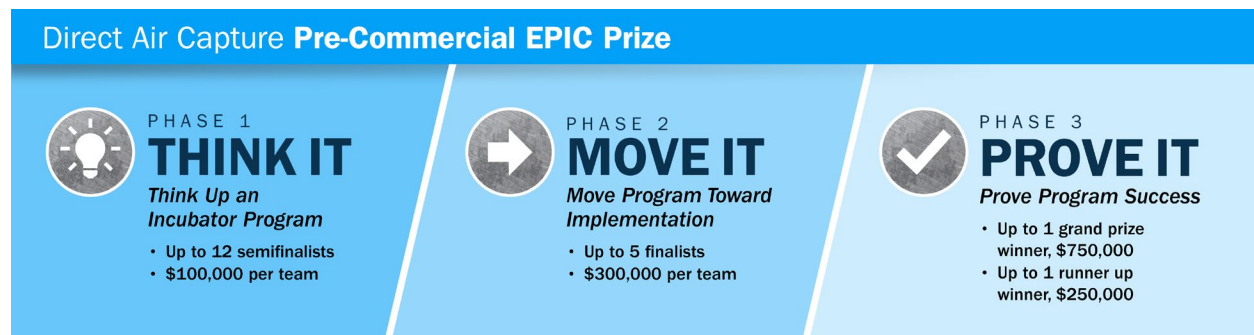 Direct Air Capture Pre-Commercial EPIC Prize
PHASE 1
THINK IT
Think Up an
Incubator Program
• Up to 12 semifinalists
• $100,000 per team
PHASE 2
MOVE IT
Move Program Toward
Implementation
• Up to 5 finalists
• $300,000 per team
PHASE 3
PROVE IT
Prove Program Success
• Up to 1 grand prize
winner, $750,000
• Up to 1 runner up
winner, $250,000